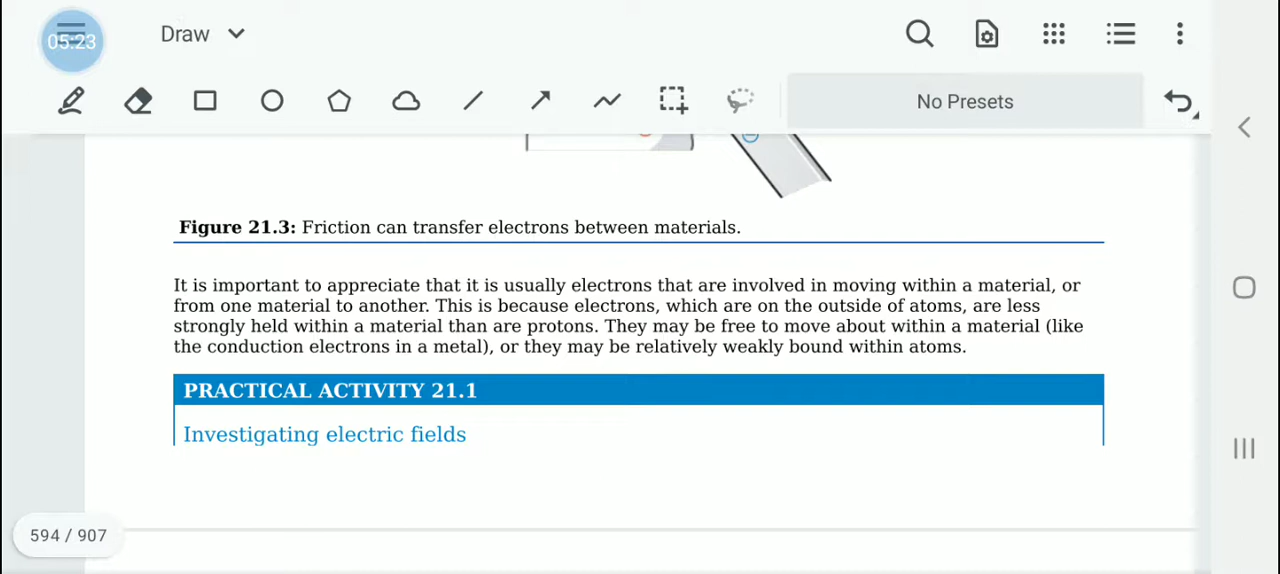 05:23
Draw
No Presets
Figure 21.3: Friction can transfer electrons between materials.
It is important to appreciate that it is usually electrons that are involved in moving within a material, or
from one material to another. This is because electrons, which are on the outside of atoms, are less
strongly held within a material than are protons. They may be free to move about within a material (like
the conduction electrons in a metal), or they may be relatively weakly bound within atoms.
PRACTICAL ACTIVITY 21.1
Investigating electric fields
594 / 907